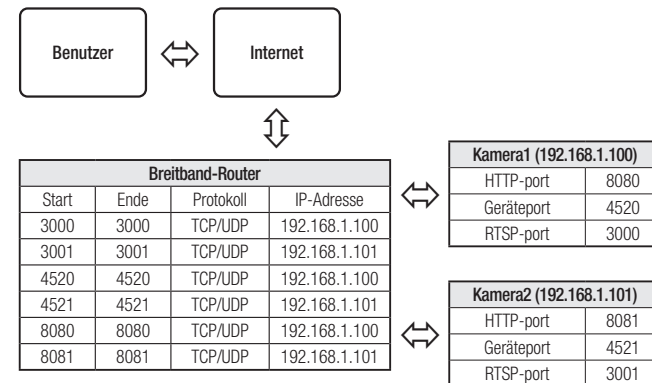 Benutzer
Internet
Breitband-Router
Start Ende Protokoll IP-Adresse
3000 3000 TCP/UDP 192.168.1.100
3001 3001 TCP/UDP 192.168.1.101
4520 4520 TCP/UDP 192.168.1.100
4521 4521 TCP/UDP 192.168.1.101
8080 8080 TCP/UDP 192.168.1.100
8081 8081 TCP/UDP 192.168.1.101
Kamera1 (192.168.1.100)
HTTP-port 8080
Geräteport 4520
RTSP-port 3000
Kamera2 (192.168.1.101)
HTTP-port 8081
Geräteport 4521
RTSP-port 3001